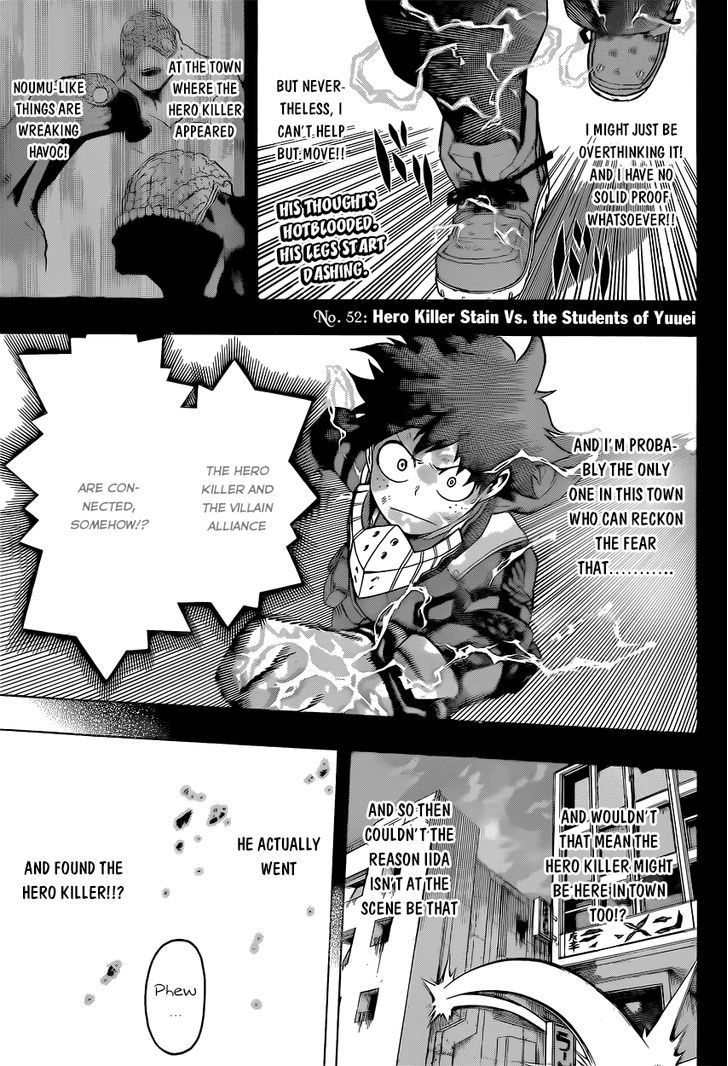 I MIGHT JUST BE
OVERTHINKING IT!
AND I HAVE NO
SOLID PROOF
WHATSOEVER!!
BUT NEVER-
THELESS, I
CAN'T HELP
BUT MOVE!!
HIS THOUGHTS
HOTBLOODED.
HIS LEGS START
DASHING.
AT THE TOWN
WHERE THE
HERO KILLER
APPEARED
NOUMU-LIKE
THINGS ARE
WREAKING
HAVOC!
No. 52: Hero Killer Stain Vs. the Students of Yuuei
AND I'M PROBA-
BLY THE ONLY
ONE IN THIS TOWN
WHO CAN RECKON
THE FEAR
THAT...........
THE HERO
KILLER AND
THE VILLAIN
ALLIANCE
ARE CON-
NECTED,
SOMEHOW!?
AND WOULDN'T
THAT MEAN THE
HERO KILLER MIGHT
BE HERE IN TOWN
TOO!?
AND SO THEN
COULDN'T THE
REASON IIDA
ISN'T AT THE
SCENE BE THAT
HE ACTUALLY
WENT
AND FOUND THE
HERO KILLER!!?
Phew
...